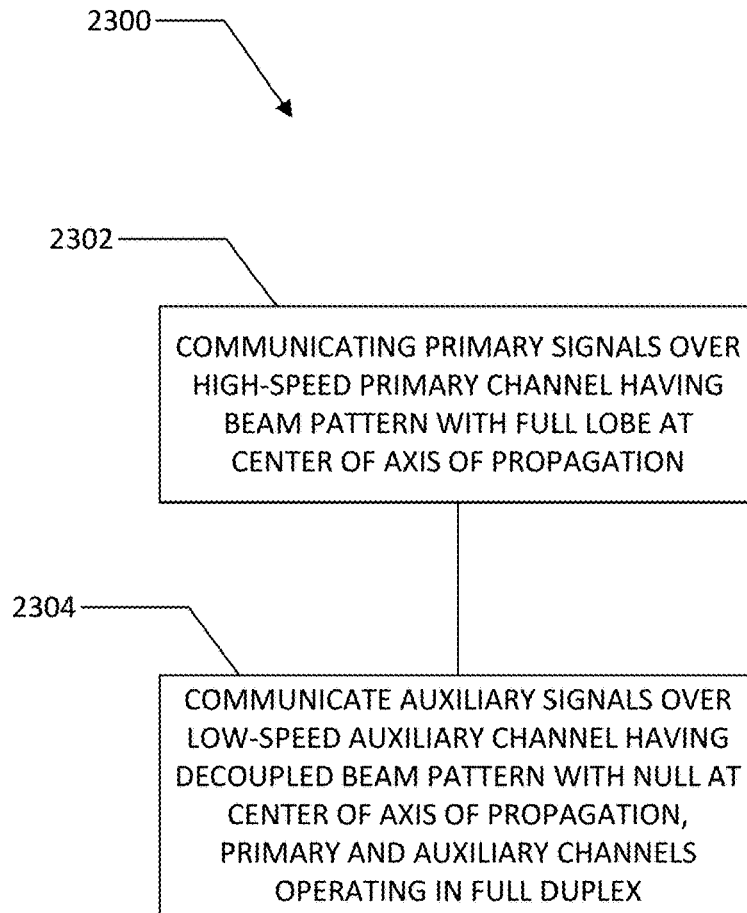 2300
2302
COMMUNICATING PRIMARY SIGNALS OVER
HIGH-SPEED PRIMARY CHANNEL HAVING
BEAM PATTERN WITH FULL LOBE AT
CENTER OF AXIS OF PROPAGATION
2304
COMMUNICATE AUXILIARY SIGNALS OVER
LOW-SPEED AUXILIARY CHANNEL HAVING
DECOUPLED BEAM PATTERN WITH NULL AT
CENTER OF AXIS OF PROPAGATION,
PRIMARY AND AUXILIARY CHANNELS
OPERATING IN FULL DUPLEX